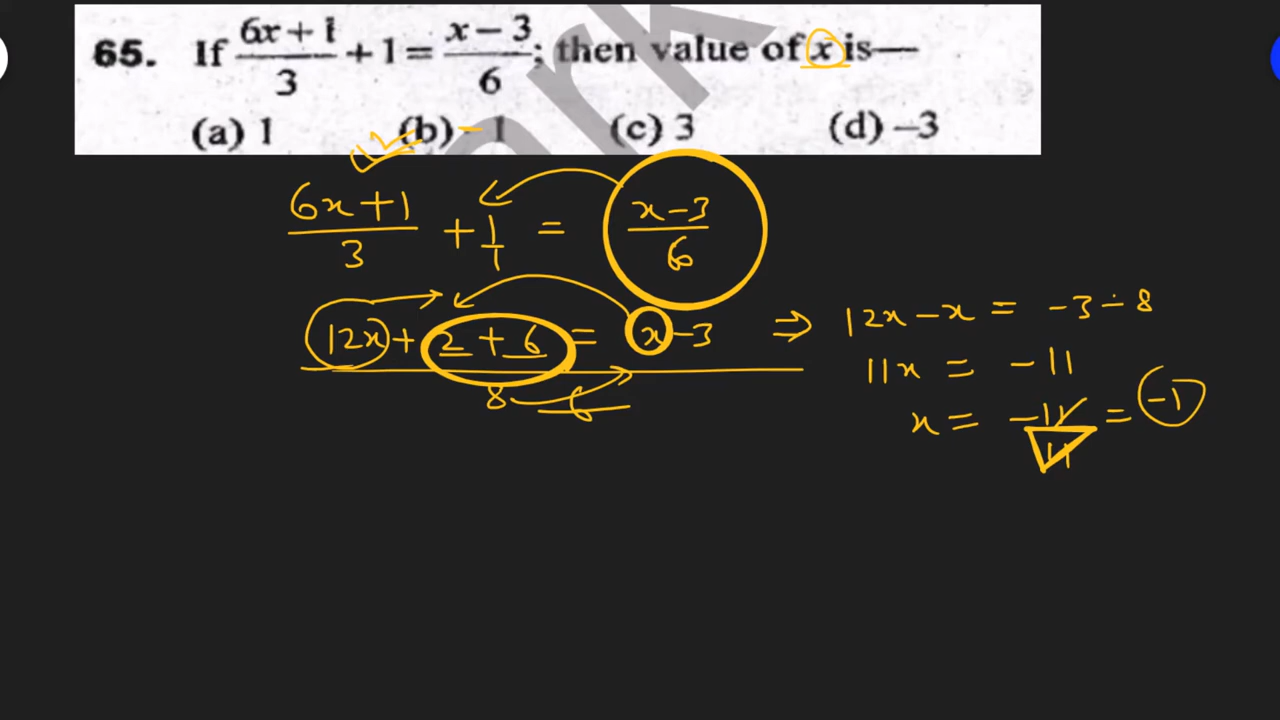 65. If (6x+1)/3 + 1 = (x-3)/6; then value of x is—
(a) 1 (b) -1 (c) 3 (d) -3
(6x+1)/3 + 1/1 = (x-3)/6
12x + 2 + 6 = x-3 ⇒ 12x - x = -3 - 8
8
11x = -11
x = -11/11 = -1